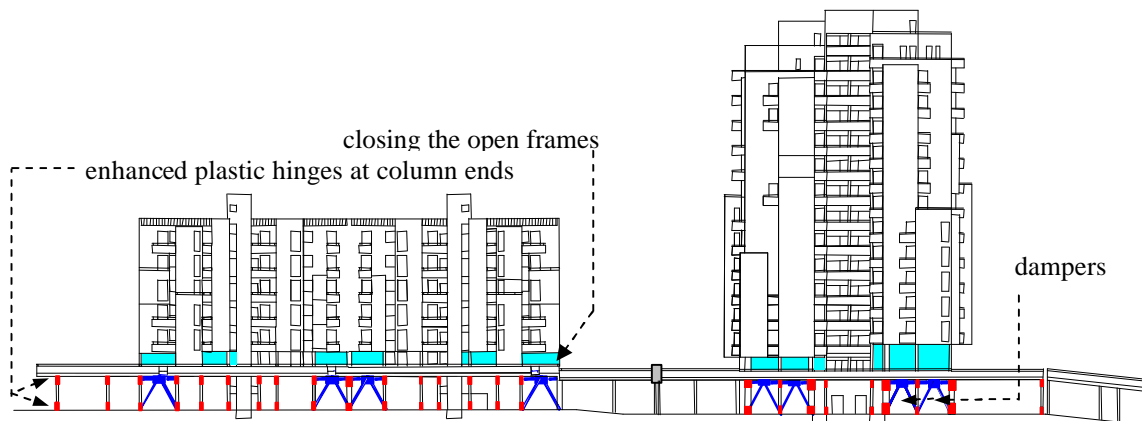 closing the open frames
enhanced plastic hinges at column ends
dampers